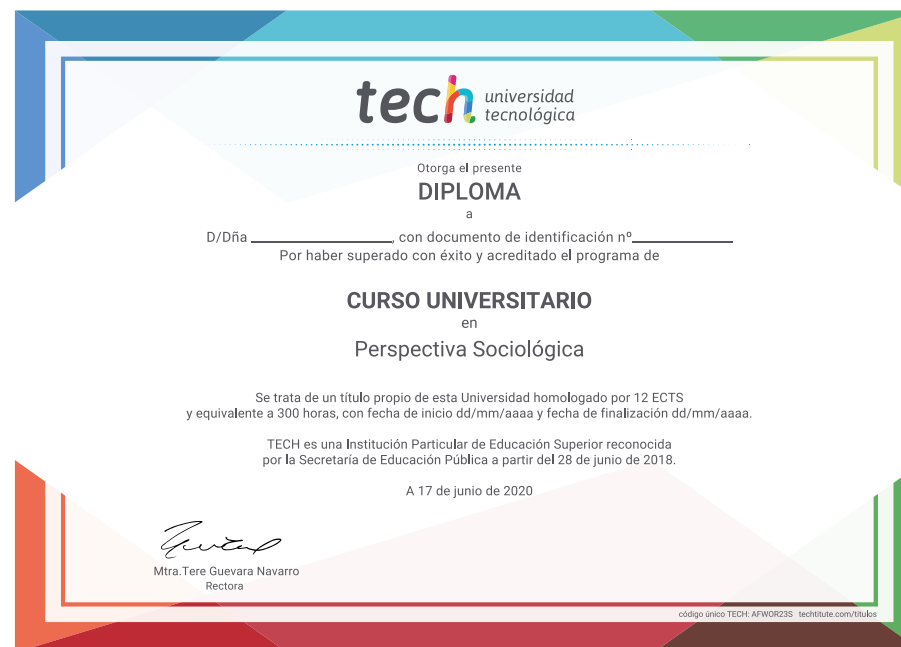 tech universidad
tecnológica
Otorga el presente
DIPLOMA
a
D/Dña ____________________, con documento de identificación nº______________
Por haber superado con éxito y acreditado el programa de
CURSO UNIVERSITARIO
en
Perspectiva Sociológica
Se trata de un título propio de esta Universidad homologado por 12 ECTS
y equivalente a 300 horas, con fecha de inicio dd/mm/aaaa y fecha de finalización dd/mm/aaaa.
TECH es una Institución Particular de Educación Superior reconocida
por la Secretaría de Educación Pública a partir del 28 de junio de 2018.
A 17 de junio de 2020
Mtra.Tere Guevara Navarro
Rectora
código único TECH: AFWOR23S techtitute.com/titulos